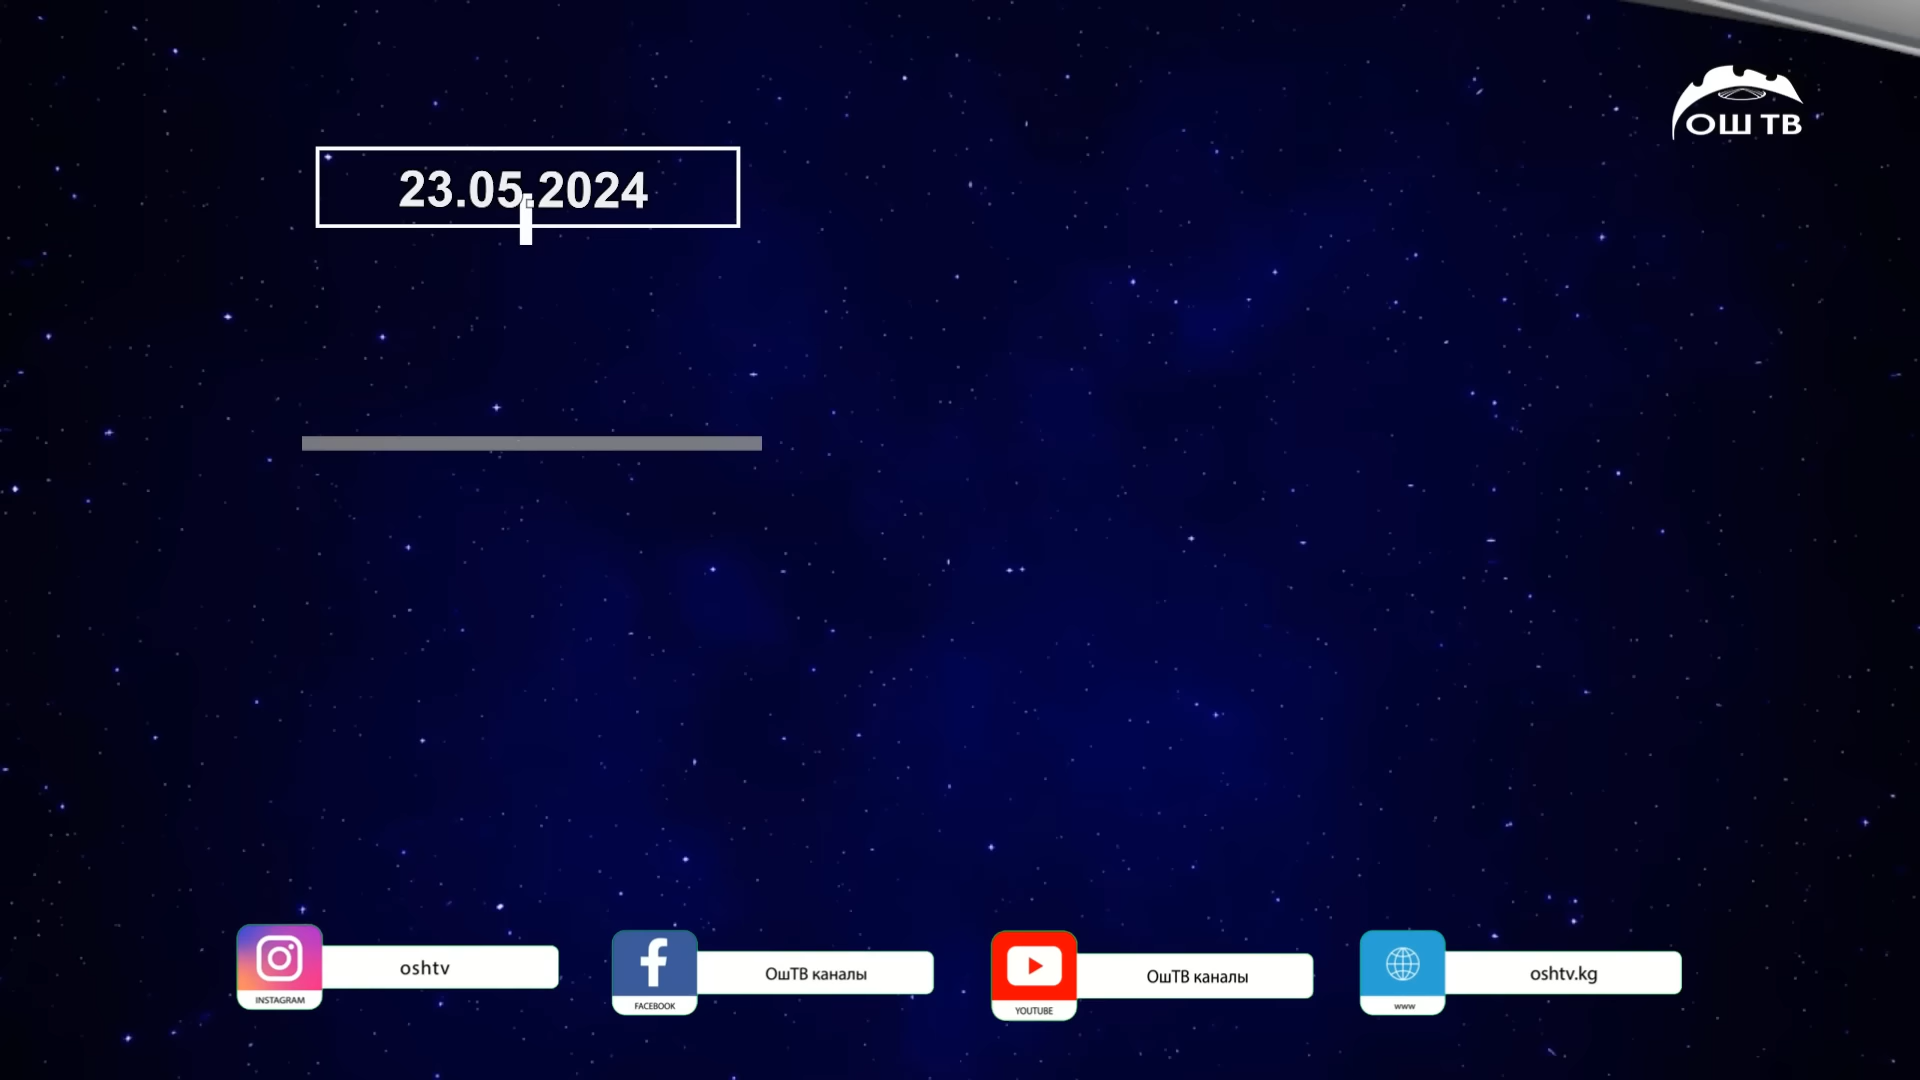 ОШ ТВ
23.05.2024
oshtv
INSTAGRAM
ОшТВ каналы
FACEBOOK
ОшТВ каналы
YOUTUBE
oshtv.kg
www